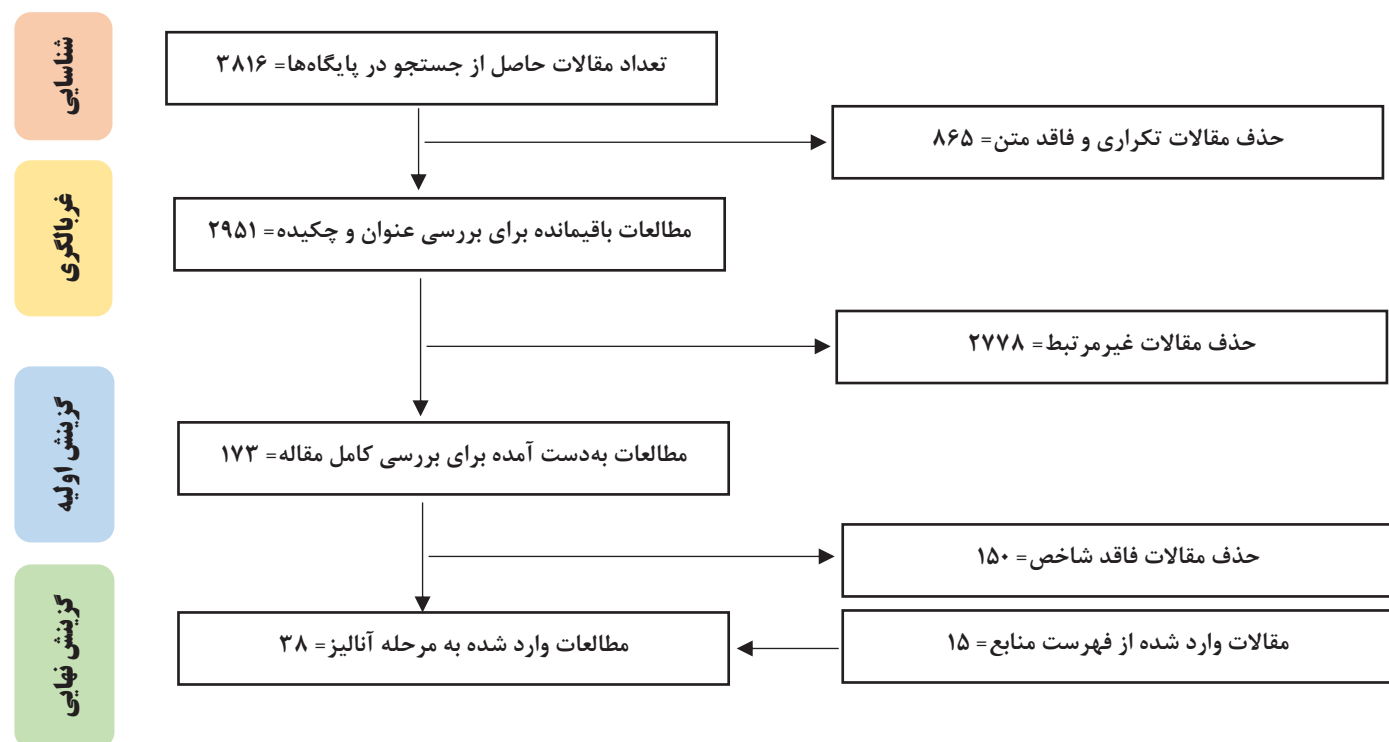 شناسایی
تعداد مقالات حاصل از جستجو در پایگاه‌ها= ۳۸۱۶
حذف مقالات تکراری و فاقد متن= ۸۶۵
غربالگری
مطالعات باقیمانده برای بررسی عنوان و چکیده= ۲۹۵۱
حذف مقالات غیرمرتبط= ۲۷۷۸
گزینش اولیه
مطالعات به‌دست آمده برای بررسی کامل مقاله= ۱۷۳
حذف مقالات فاقد شاخص= ۱۵۰
گزینش نهایی
مقالات وارد شده از فهرست منابع= ۱۵
مطالعات وارد شده به مرحله آنالیز= ۳۸